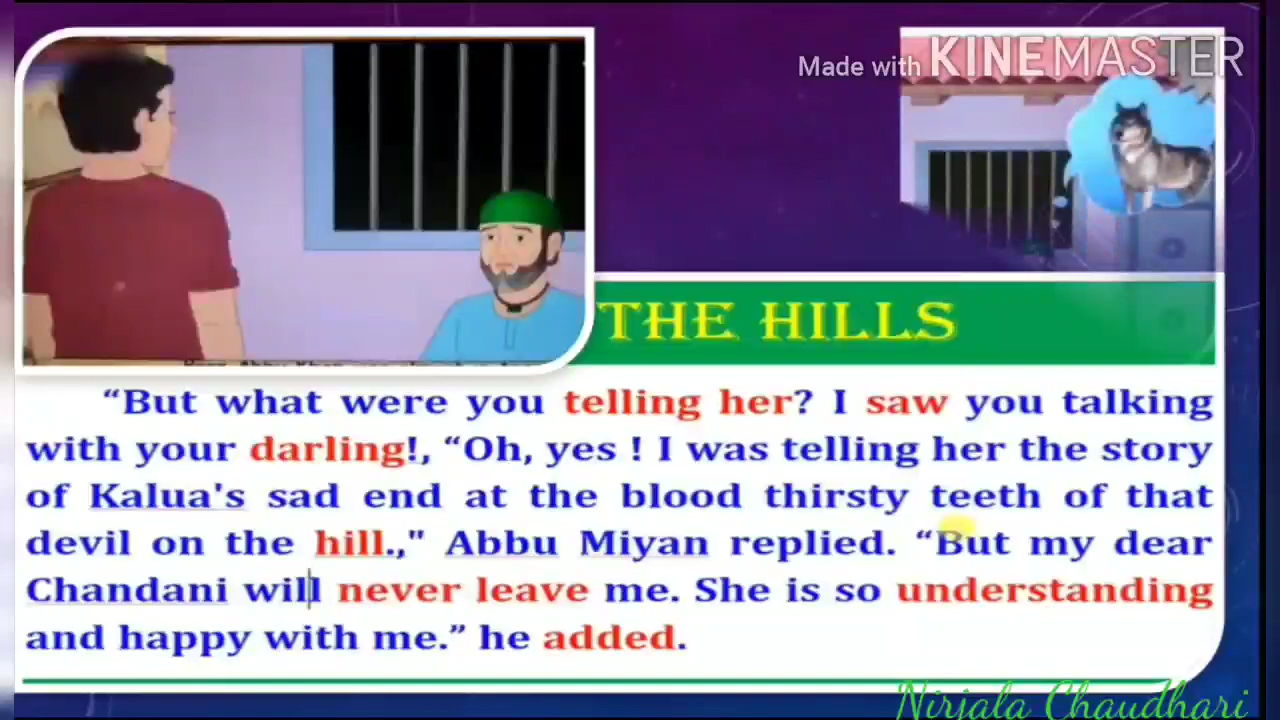 Made with KINEMASTER
THE HILLS
“But what were you telling her? I saw you talking
with your darling!, “Oh, yes ! I was telling her the story
of Kalua's sad end at the blood thirsty teeth of that
devil on the hill.," Abbu Miyan replied. “But my dear
Chandani will never leave me. She is so understanding
and happy with me.” he added.
Nirjala Chaudhari